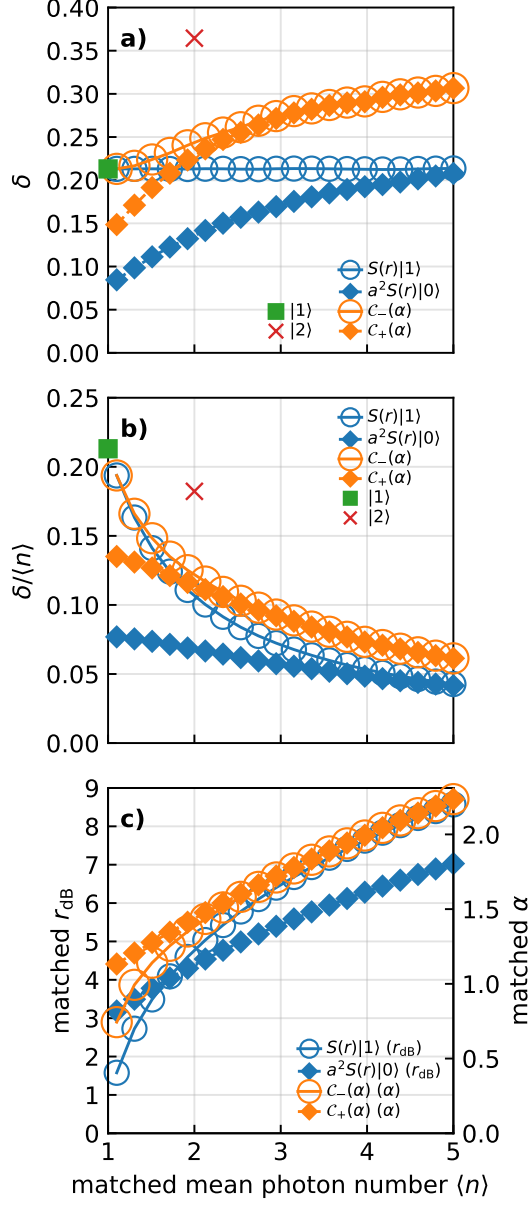 0.40
0.35
0.30
0.25
0.20
0.15
0.10
0.05
0.00
δ
a)
S(r)|1⟩
a²S(r)|0⟩
|1⟩
𝒞₋(α)
|2⟩
𝒞₊(α)
0.25
0.20
0.15
0.10
0.05
0.00
δ/⟨n⟩
b)
S(r)|1⟩
a²S(r)|0⟩
𝒞₋(α)
𝒞₊(α)
|1⟩
|2⟩
9
8
7
6
5
4
3
2
1
0
matched r_dB
c)
2.0
1.5
1.0
0.5
0.0
matched α
S(r)|1⟩ (r_dB)
a²S(r)|0⟩ (r_dB)
𝒞₋(α) (α)
𝒞₊(α) (α)
1 2 3 4 5
matched mean photon number ⟨n⟩